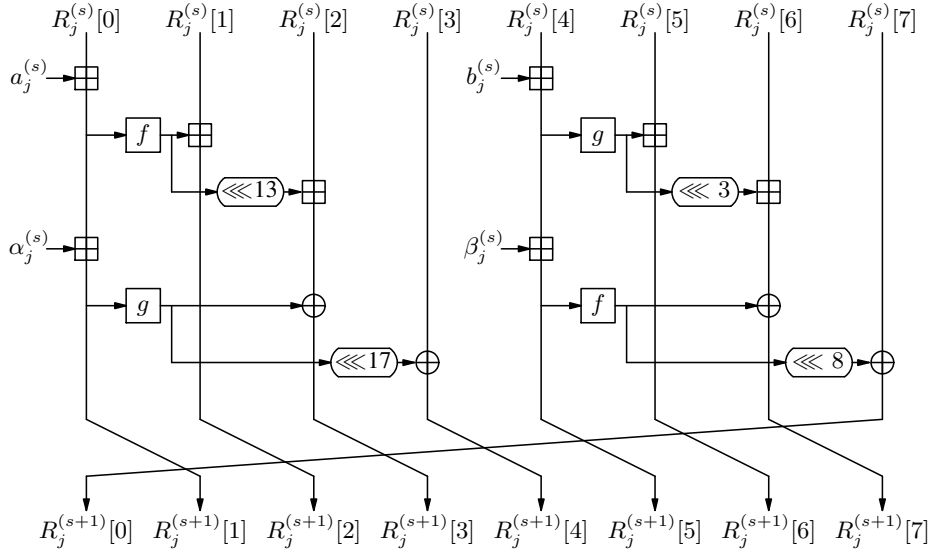 R_j^{(s)}[0] R_j^{(s)}[1] R_j^{(s)}[2] R_j^{(s)}[3] R_j^{(s)}[4] R_j^{(s)}[5] R_j^{(s)}[6] R_j^{(s)}[7]
a_j^{(s)} b_j^{(s)}
f g
⋘13 ⋘ 3
α_j^{(s)} β_j^{(s)}
g f
⋘17 ⋘ 8
R_j^{(s+1)}[0] R_j^{(s+1)}[1] R_j^{(s+1)}[2] R_j^{(s+1)}[3] R_j^{(s+1)}[4] R_j^{(s+1)}[5] R_j^{(s+1)}[6] R_j^{(s+1)}[7]